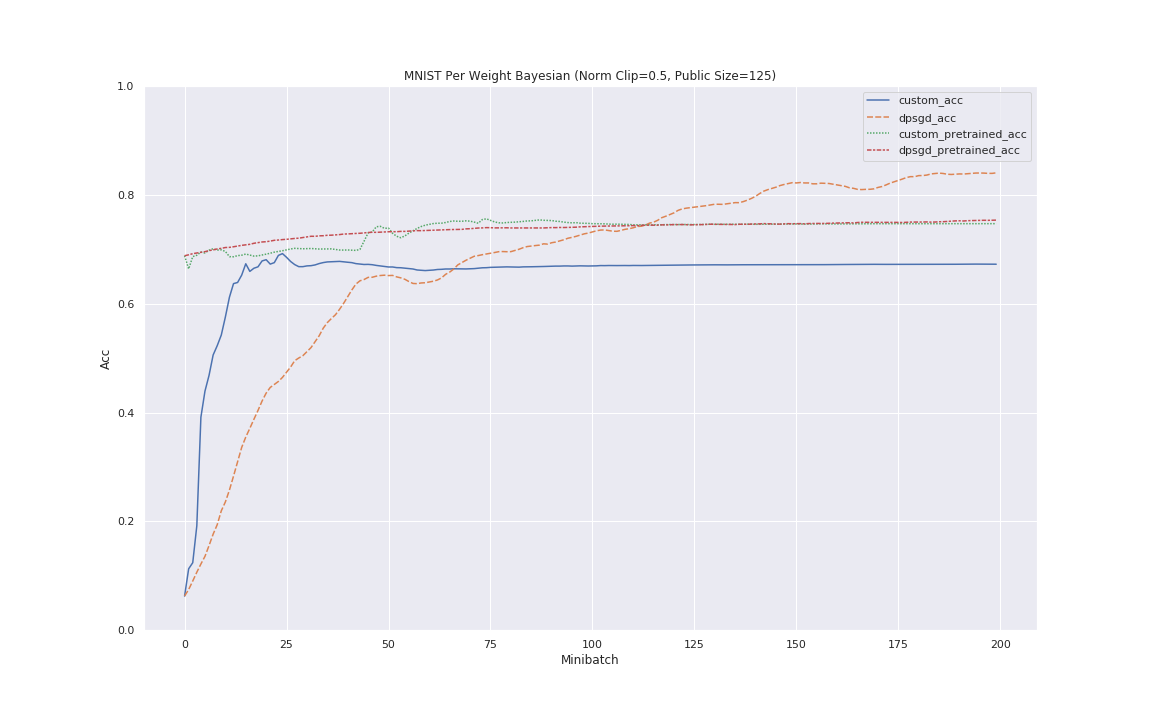 MNIST Per Weight Bayesian (Norm Clip=0.5, Public Size=125)
1.0
0.8
0.6
0.4
0.2
0.0
Acc
custom_acc
dpsgd_acc
custom_pretrained_acc
dpsgd_pretrained_acc
0 25 50 75 100 125 150 175 200
Minibatch